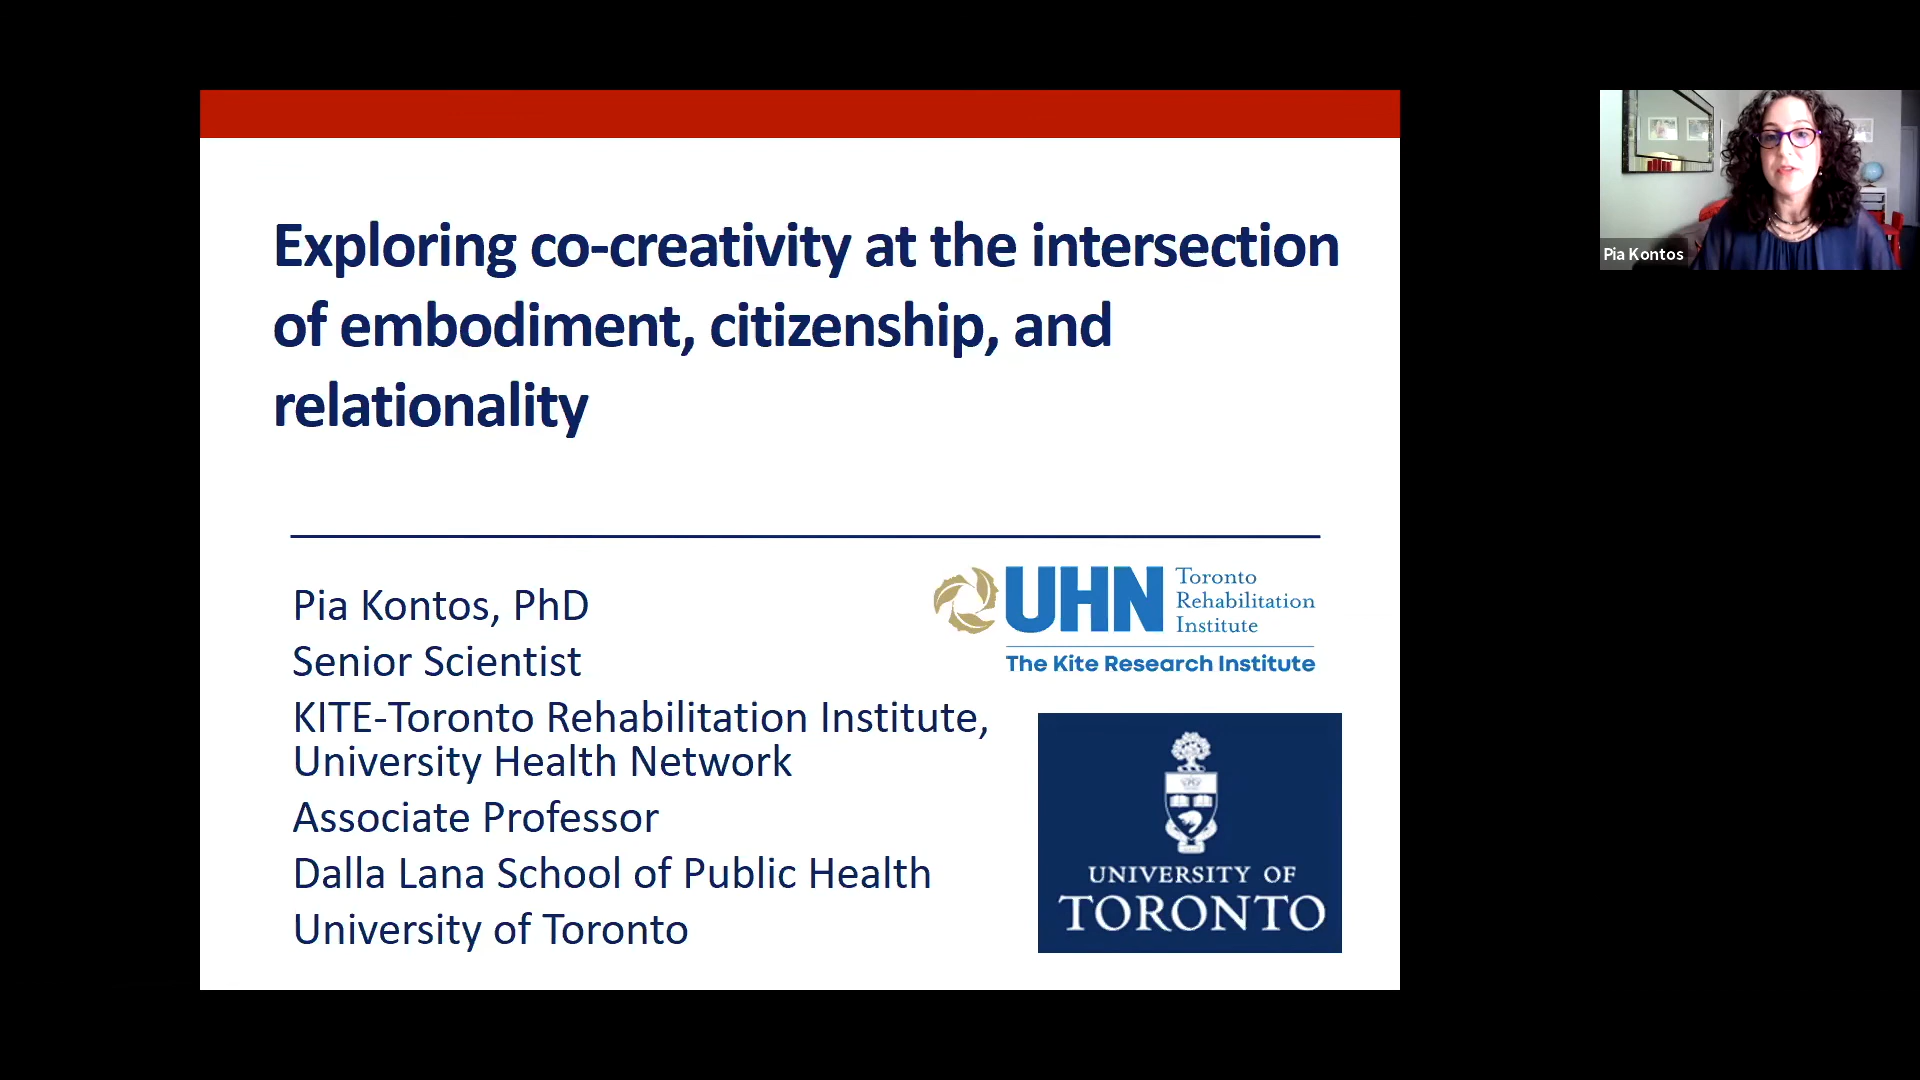 Exploring co-creativity at the intersection
of embodiment, citizenship, and
relationality
Pia Kontos, PhD
Senior Scientist
KITE-Toronto Rehabilitation Institute,
University Health Network
Associate Professor
Dalla Lana School of Public Health
University of Toronto
UHN
Toronto
Rehabilitation
Institute
The Kite Research Institute
UNIVERSITY OF
TORONTO
Pia Kontos